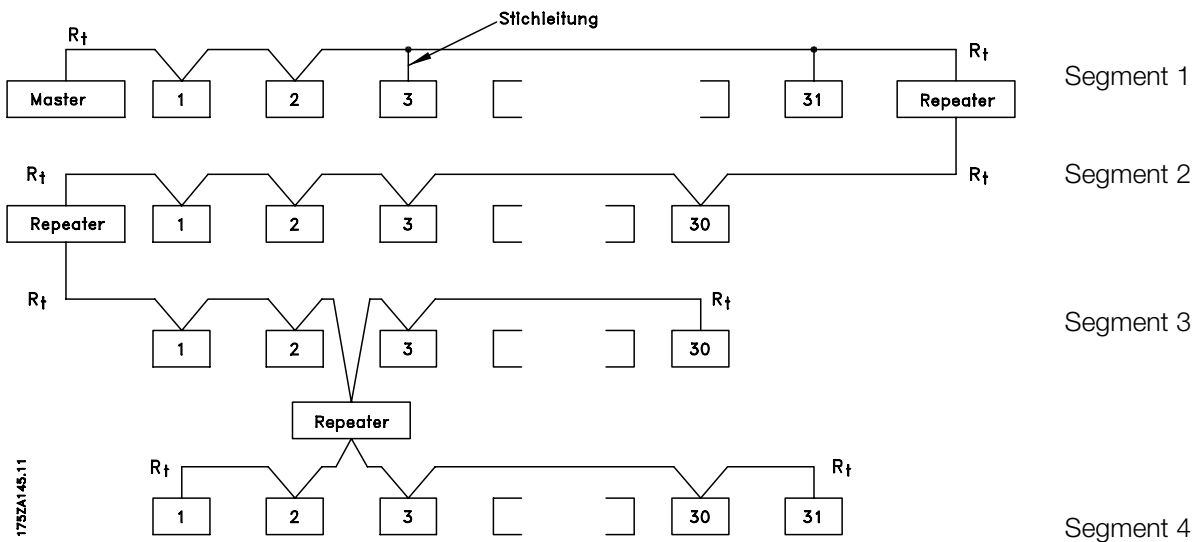 Stichleitung
Rt Rt
Master 1 2 3 31 Repeater Segment 1
Rt Rt Segment 2
Repeater 1 2 3 30
Rt Rt
1 2 3 30 Segment 3
Repeater
Rt Rt
1 2 3 30 31 Segment 4
175ZA145.11